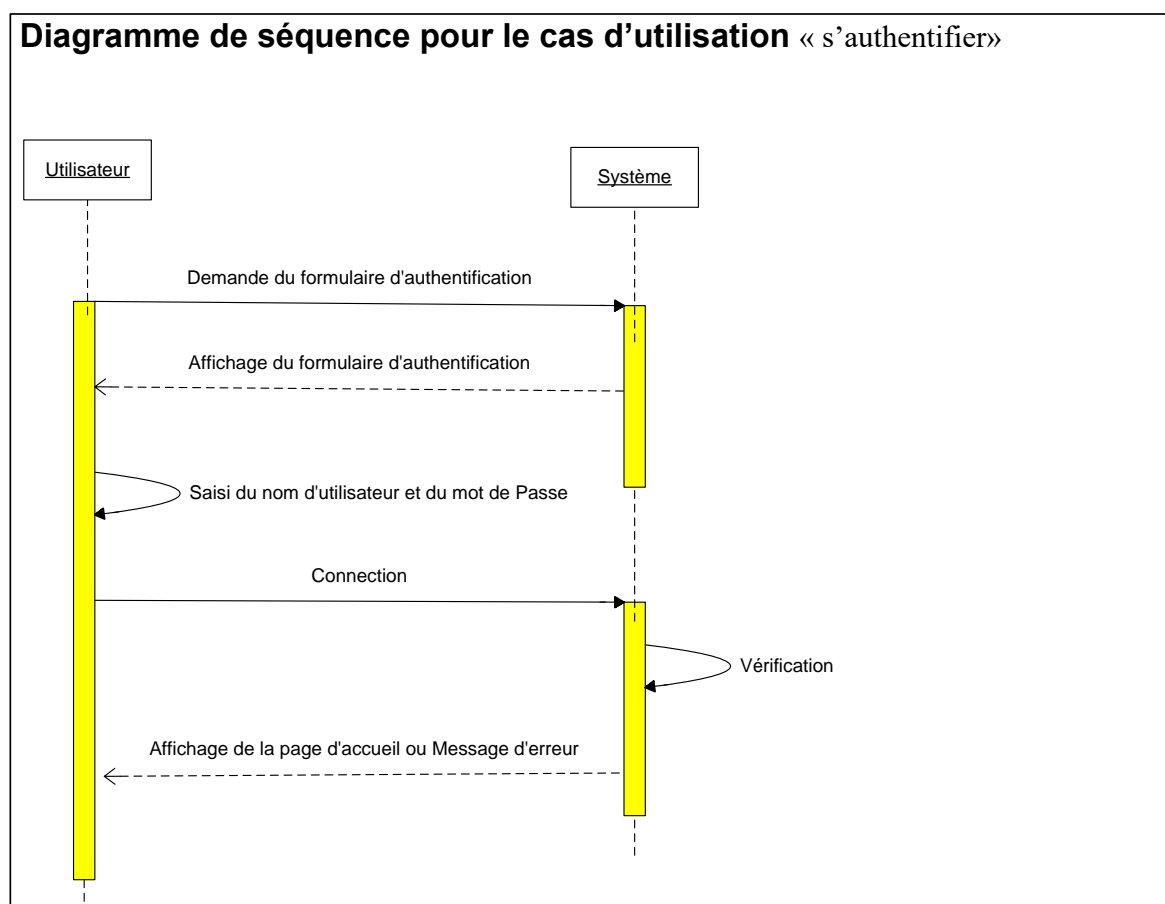 Diagramme de séquence pour le cas d’utilisation « s’authentifier»
Utilisateur
Système
Demande du formulaire d'authentification
Affichage du formulaire d'authentification
Saisi du nom d'utilisateur et du mot de Passe
Connection
Vérification
Affichage de la page d'accueil ou Message d'erreur